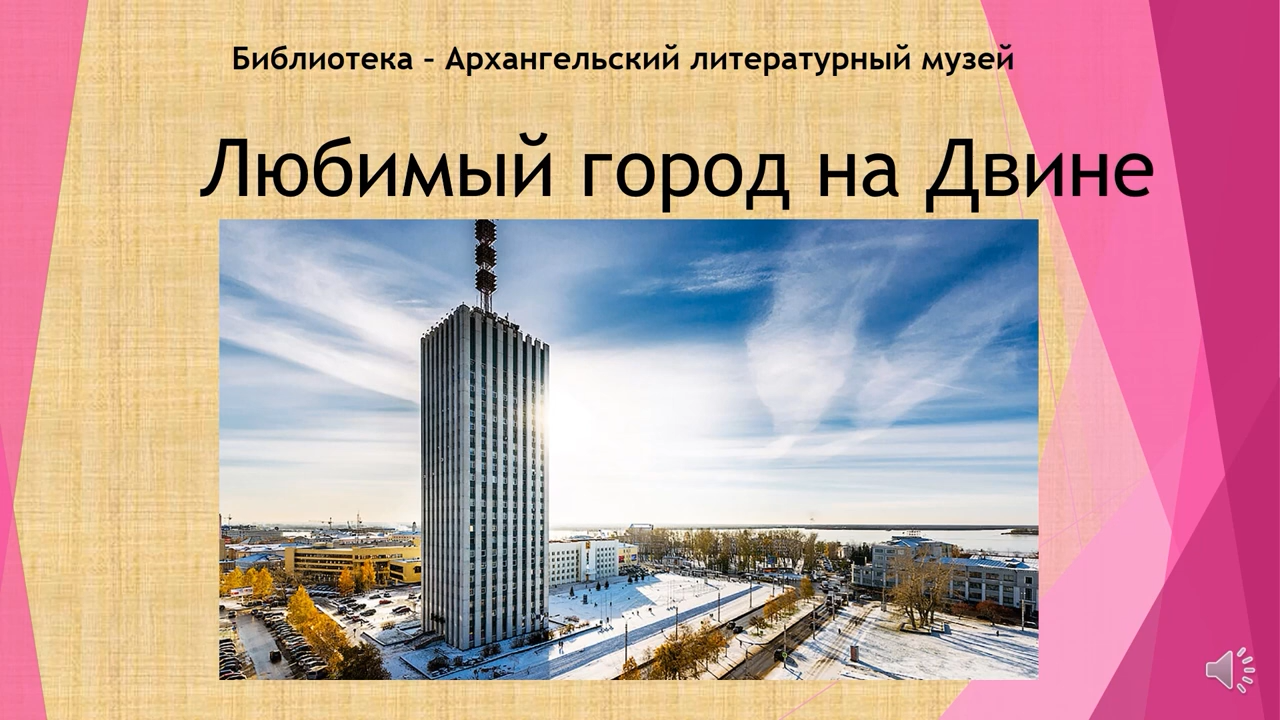 Библиотека – Архангельский литературный музей
Любимый город на Двине